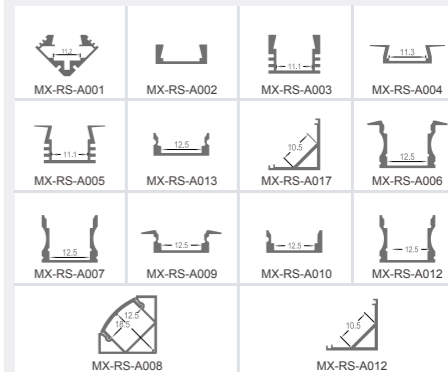 11.2
MX-RS-A001
MX-RS-A002
11.1
MX-RS-A003
11.3
MX-RS-A004
11.1
MX-RS-A005
12.5
MX-RS-A013
10.5
MX-RS-A017
12.5
MX-RS-A006
12.5
MX-RS-A007
12.5
MX-RS-A009
12.5
MX-RS-A010
12.5
MX-RS-A012
12.5
18.5
MX-RS-A008
10.5
MX-RS-A012